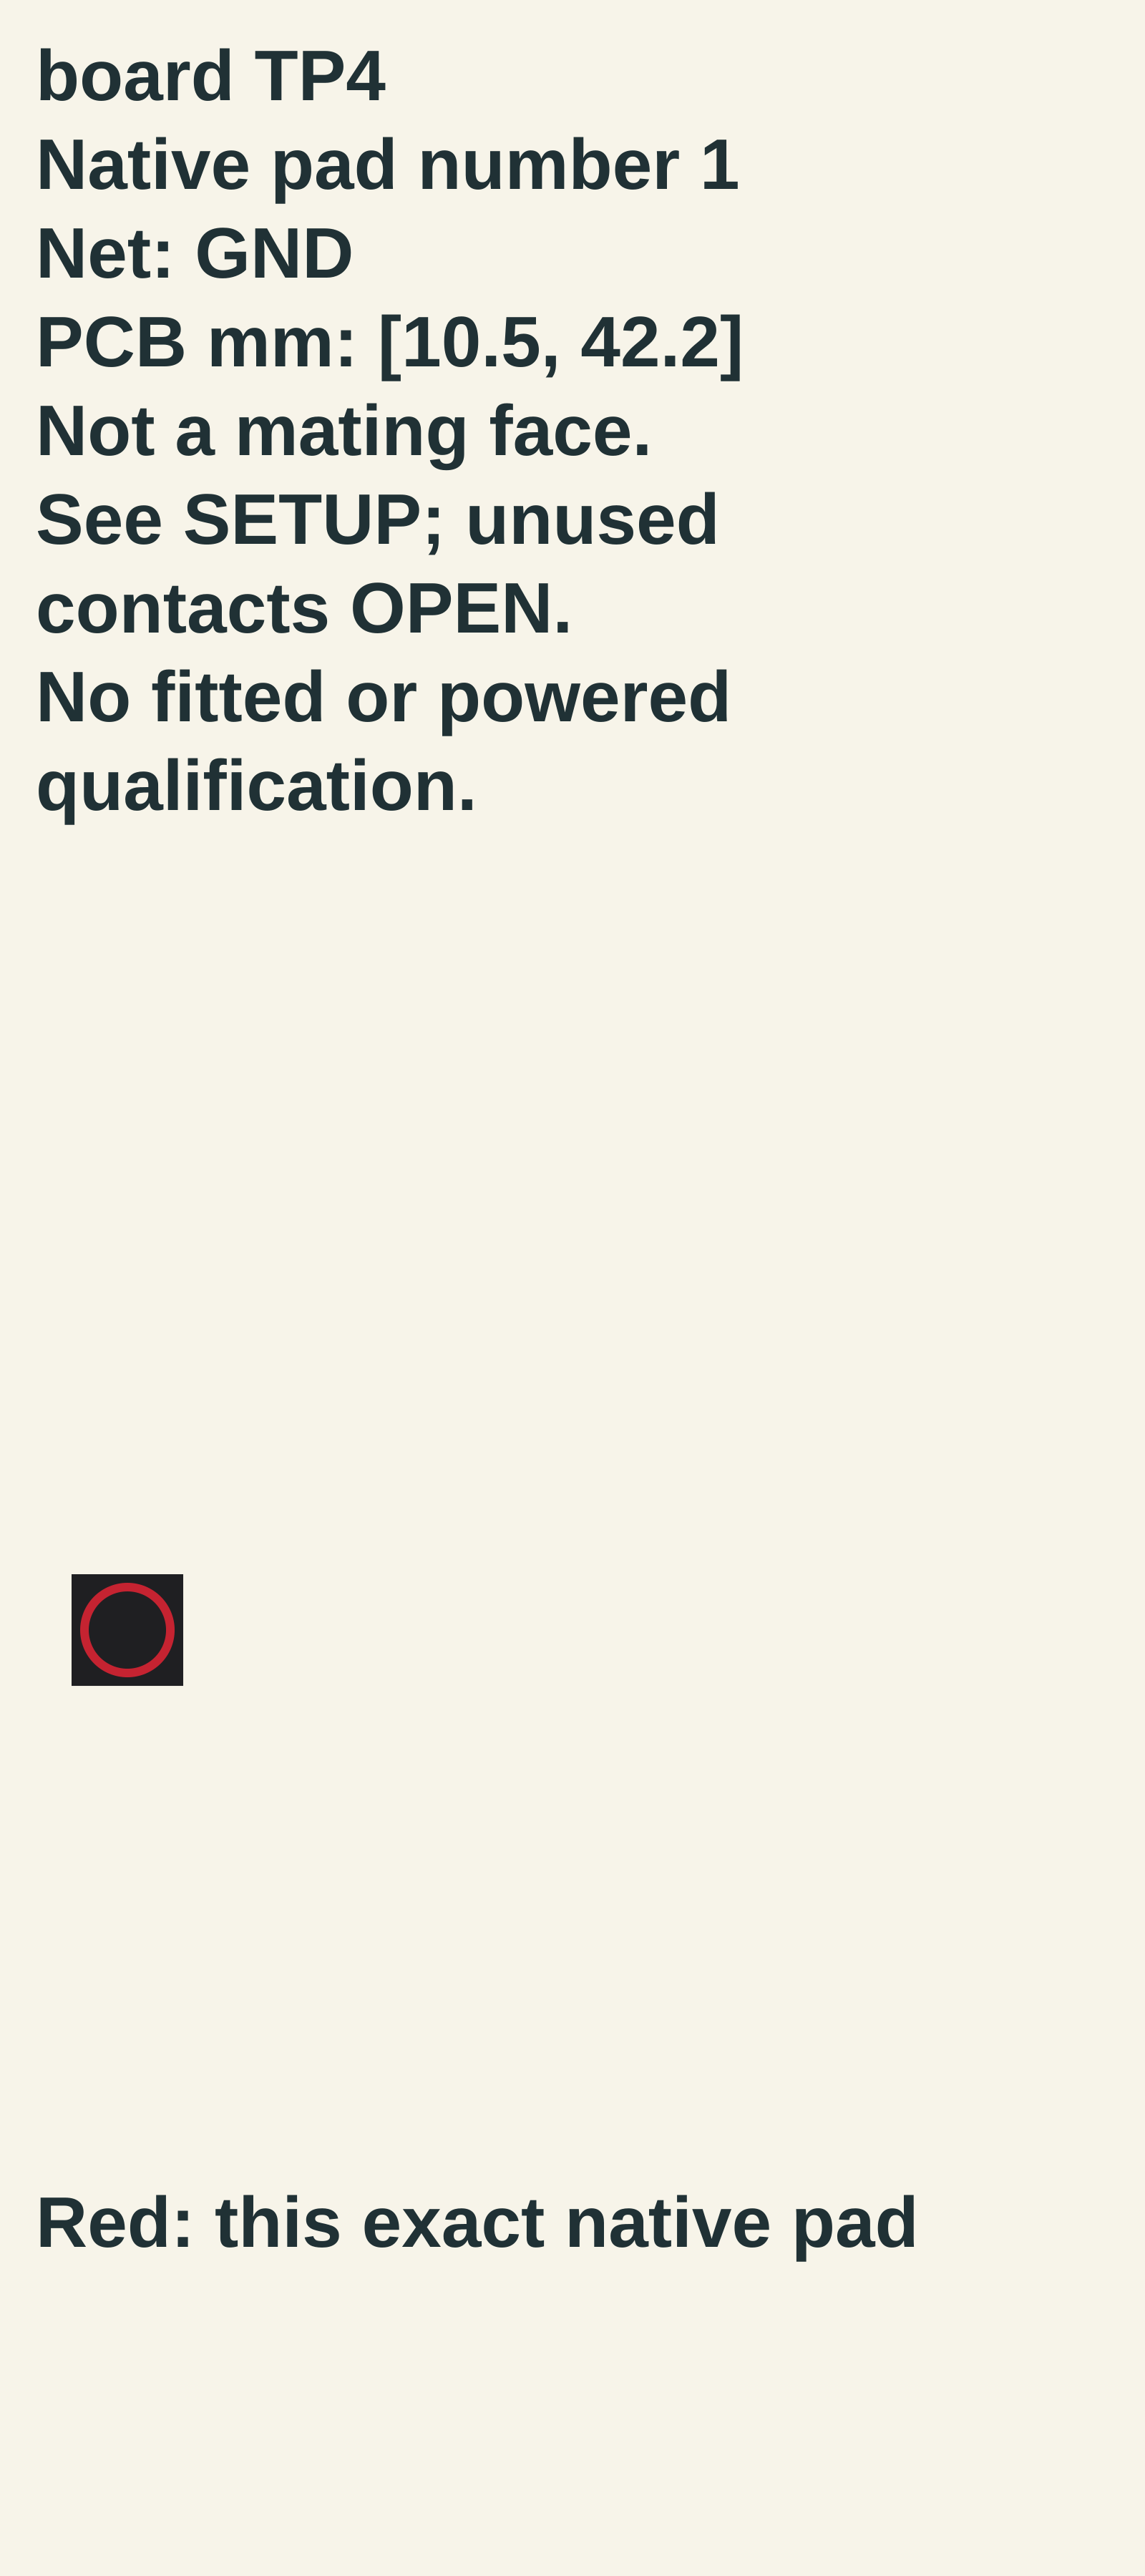 board TP4
Native pad number 1
Net: GND
PCB mm: [10.5, 42.2]
Not a mating face.
See SETUP; unused
contacts OPEN.
No fitted or powered
qualification.
Red: this exact native pad